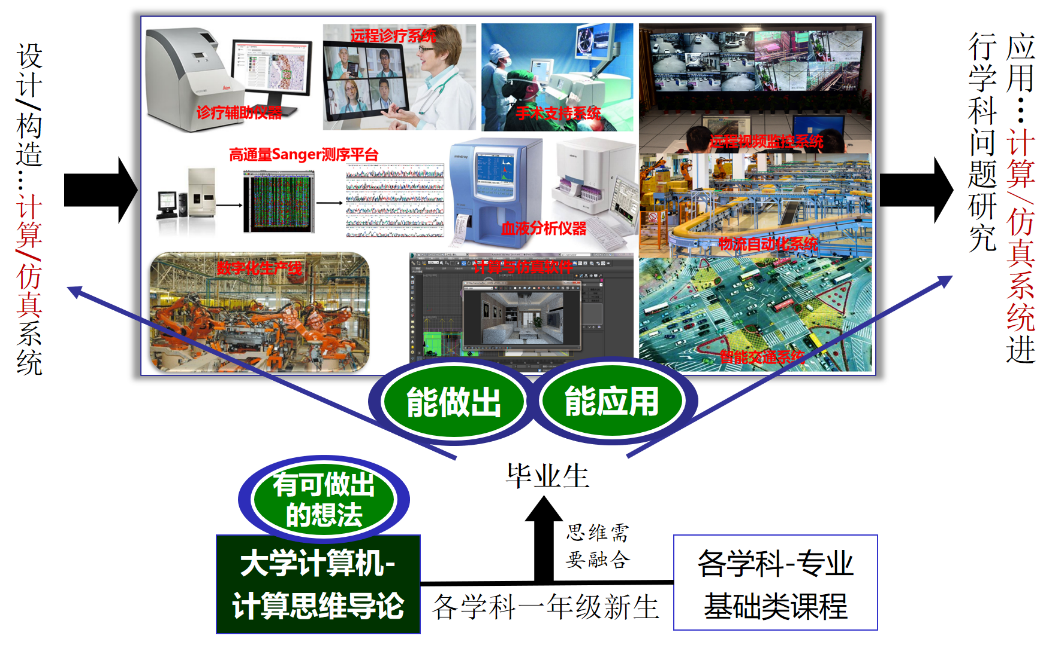 设计/构造…计算/仿真系统
远程诊疗系统
诊疗辅助仪器
手术支持系统
远程视频监控系统
高通量Sanger测序平台
血液分析仪器
物流自动化系统
数字化生产线
计算与仿真软件
智能交通系统
应用…计算/仿真系统进
行学科问题研究
能做出
能应用
毕业生
有可做出
的想法
思维需
要融合
大学计算机-
计算思维导论
各学科一年级新生
各学科-专业
基础类课程